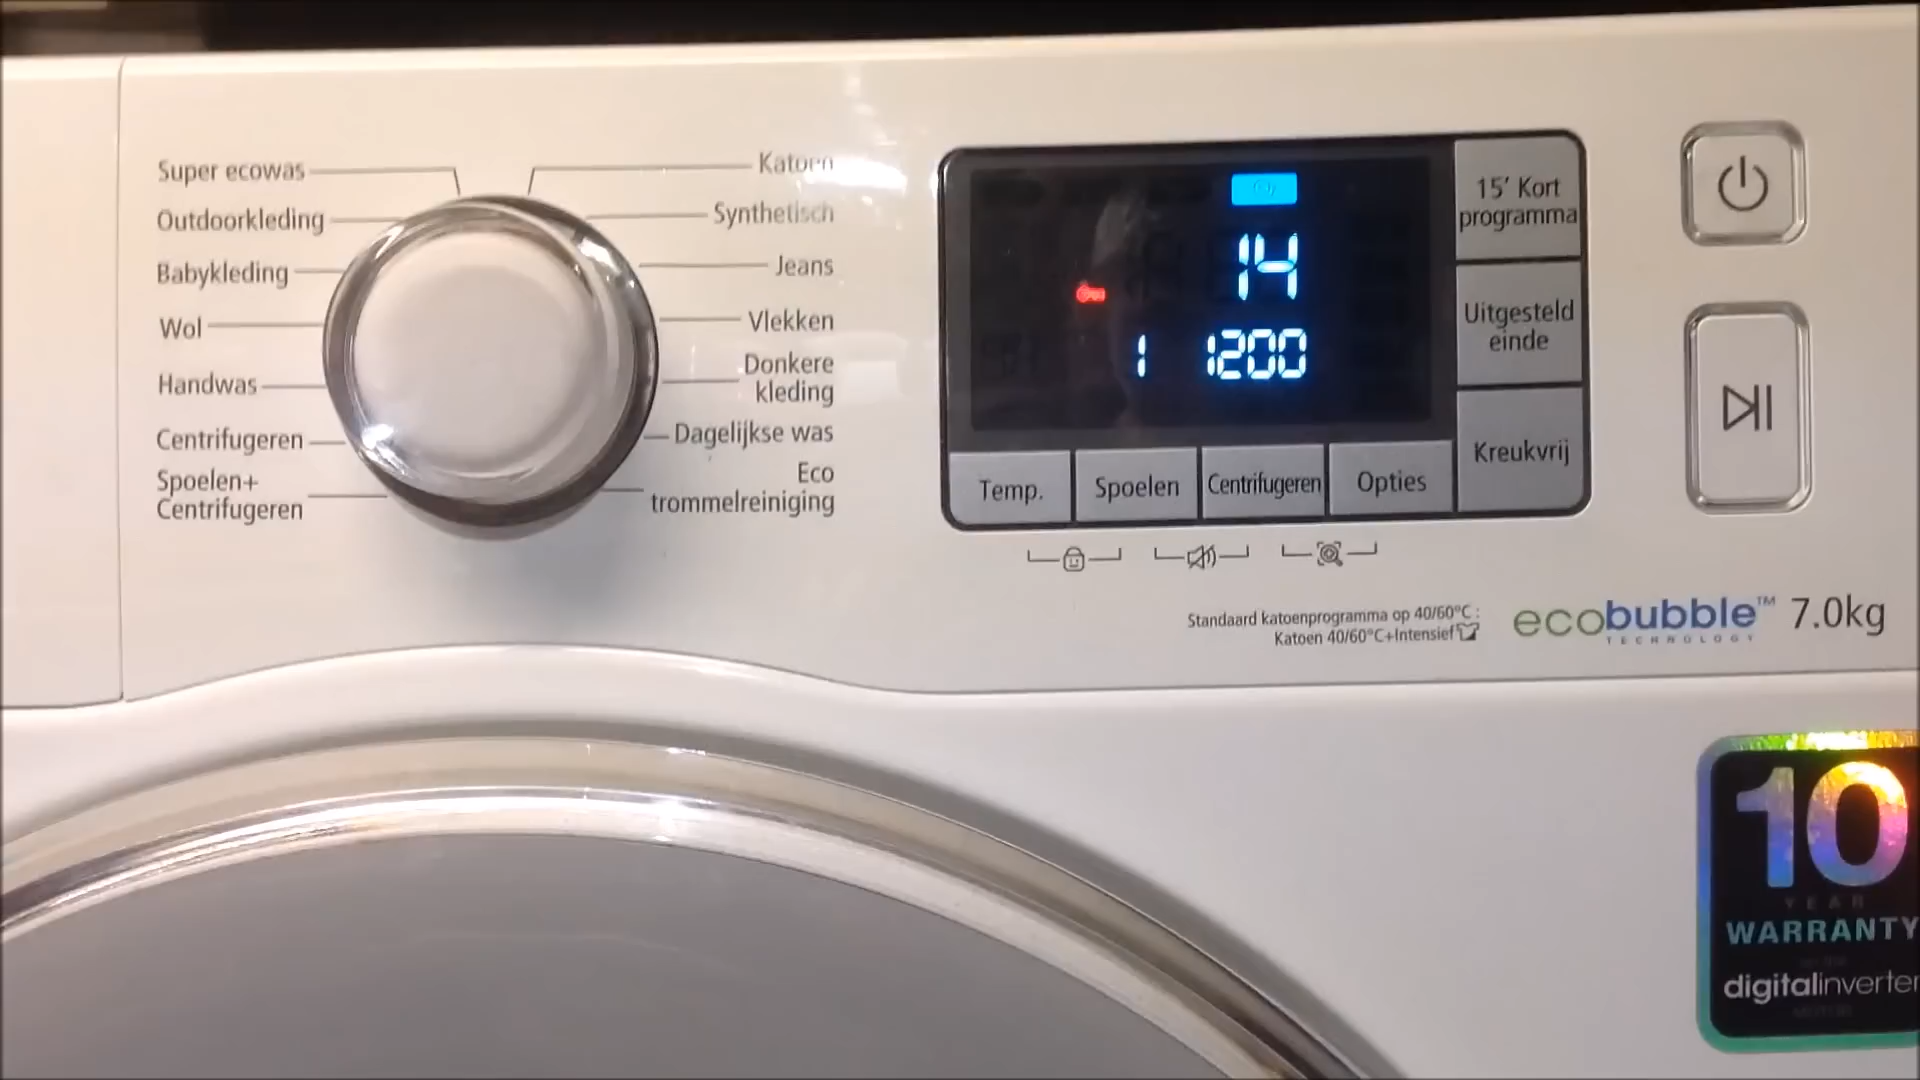 Super ecowas
Outdoorkleding
Babykleding
Wol
Handwas
Centrifugeren
Spoelen+
Centrifugeren
Katoen
Synthetisch
Jeans
Vlekken
Donkere
kleding
Dagelijkse was
Eco
trommelreiniging
14
1 1200
15' Kort
programma
Uitgesteld
einde
Kreukvrij
Temp.
Spoelen
Centrifugeren
Opties
Standaard katoenprogramma op 40/60°C :
Katoen 40/60°C+Intensief
ecobubble™ 7.0kg
TECHNOLOGY
10
YEAR
WARRANTY
digitalinverter